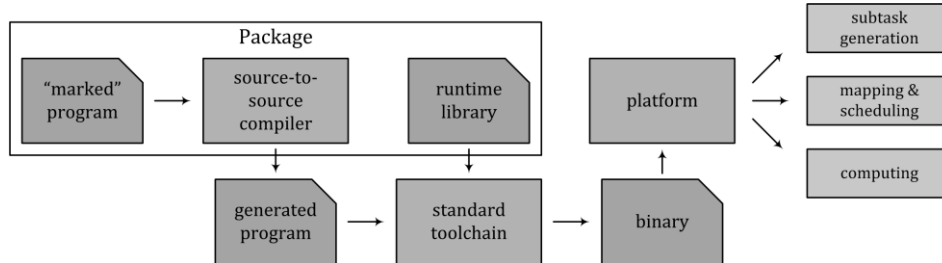 Package
“marked”
program
source-to-
source
compiler
runtime
library
platform
subtask
generation
mapping &
scheduling
computing
generated
program
standard
toolchain
binary